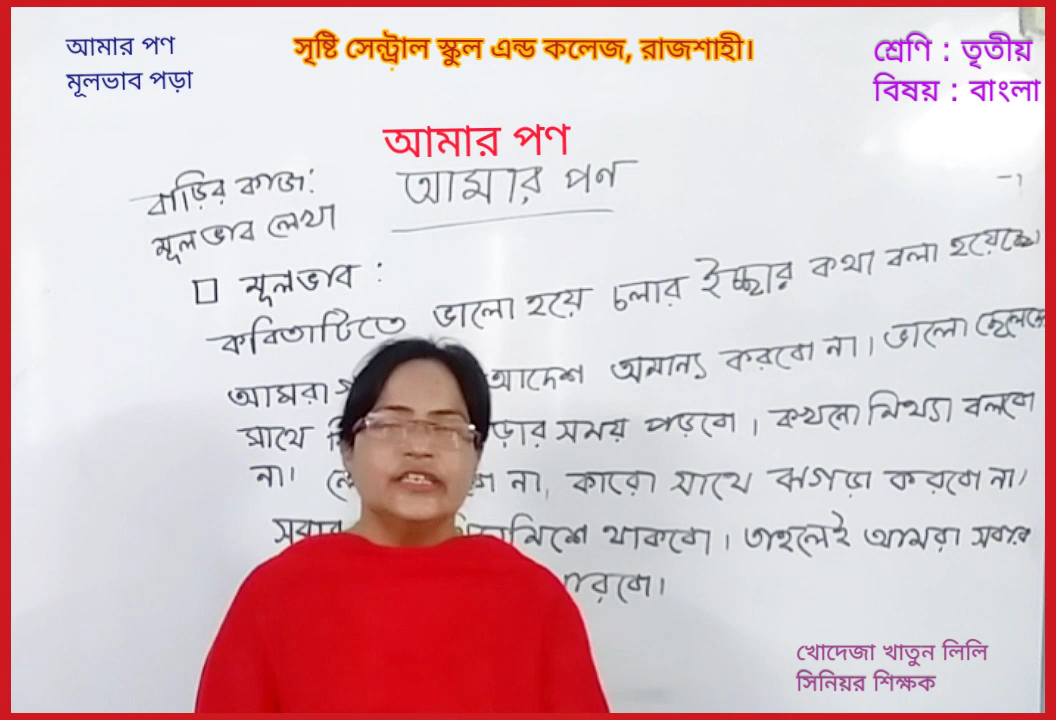 আমার পণ
মূলভাব পড়া
সৃষ্টি সেন্ট্রাল স্কুল এন্ড কলেজ, রাজশাহী।
শ্রেণি : তৃতীয়
বিষয় : বাংলা
আমার পণ
আমার পণ
বাড়ির কাজ:
মূলভাব লেখা
মূলভাব :
কবিতাটিতে ভালো হয়ে চলার ইচ্ছার কথা বলা হয়েছে।
আমরা আদেশ অমান্য করবো না। ভালো ছেলেদের
সাথে পড়ার সময় পড়বো। কখনো মিথ্যা বলবো
না। না, কারো সাথে ঝগড়া করবো না।
সবার মিলেমিশে থাকবো। তাহলেই আমরা সবার
পারবো।
খোদেজা খাতুন লিলি
সিনিয়র শিক্ষক